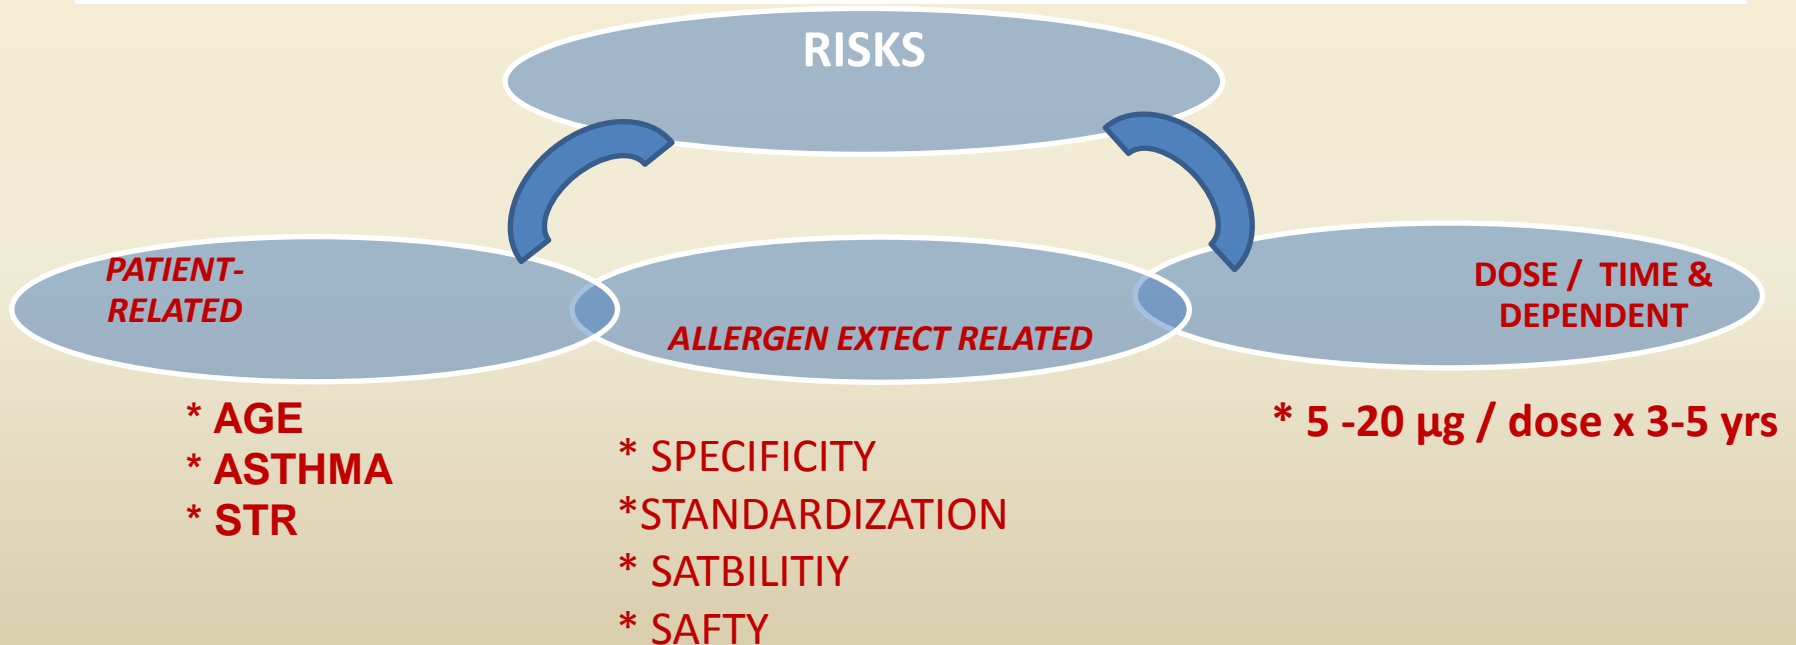 RISKS
PATIENT-
RELATED
ALLERGEN EXTECT RELATED
DOSE / TIME &
DEPENDENT
* AGE
* ASTHMA
* STR
* SPECIFICITY
*STANDARDIZATION
* SATBILITIY
* SAFTY
* 5 -20 µg / dose x 3-5 yrs